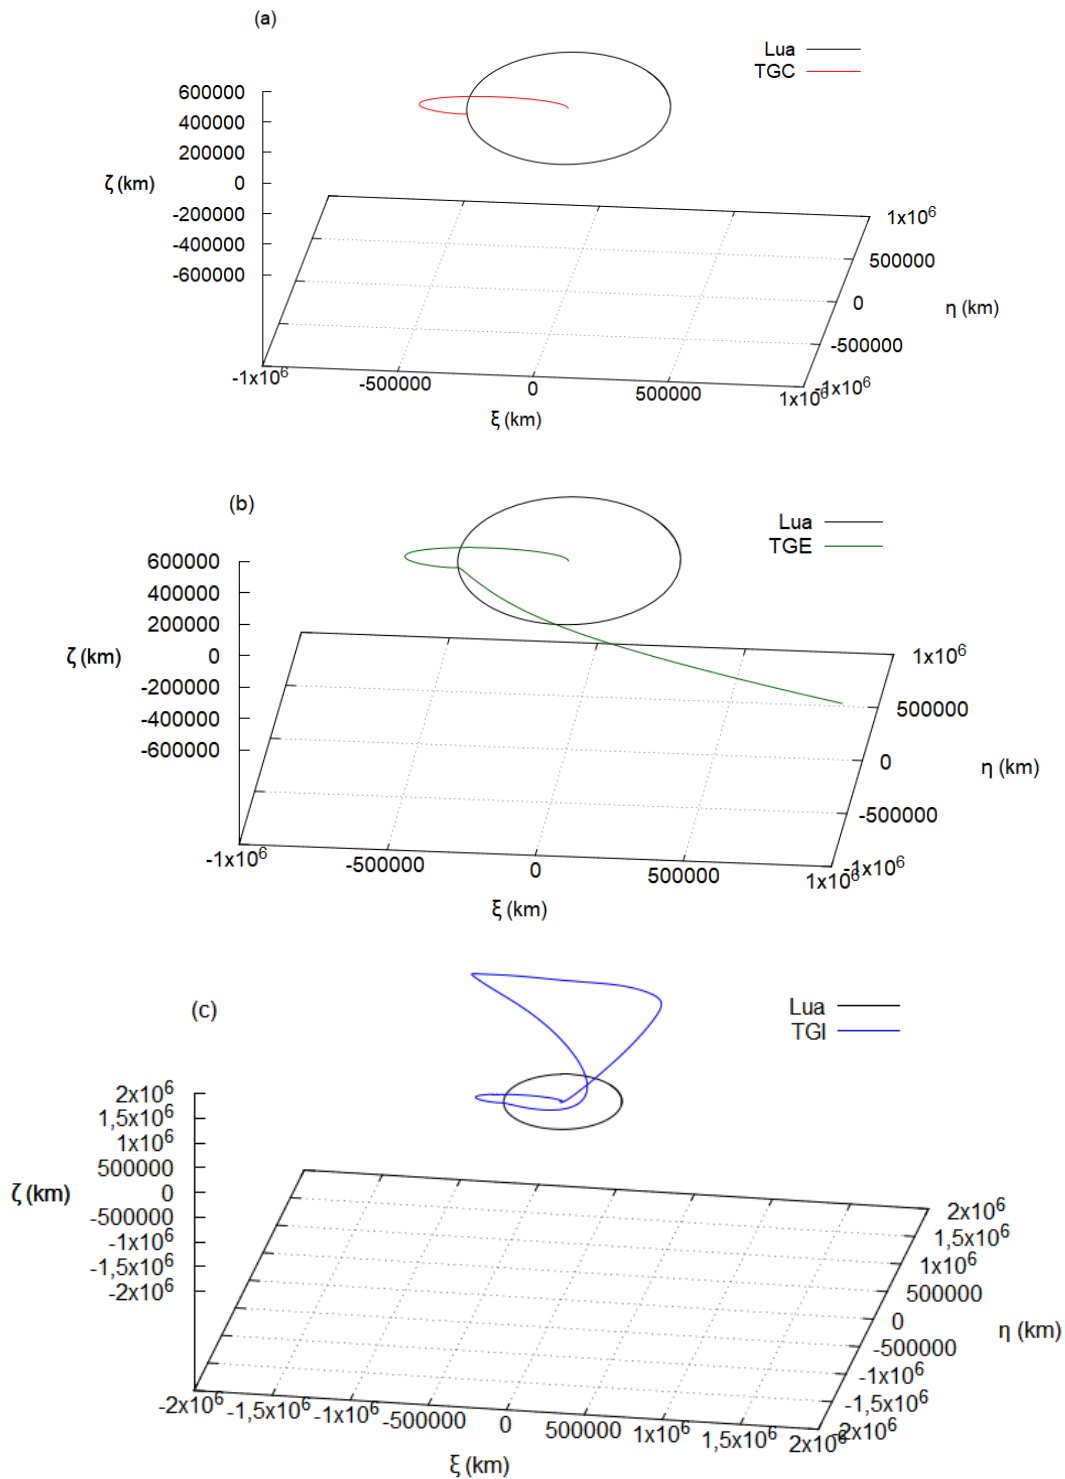 (a)
Lua
TGC
600000
400000
200000
0
-200000
-400000
-600000
ζ (km)
1x10⁶
500000
0
-500000
-1x10⁶
η (km)
-1x10⁶
-500000
0
500000
1x10⁶
ξ (km)
(b)
Lua
TGE
600000
400000
200000
0
-200000
-400000
-600000
ζ (km)
1x10⁶
500000
0
-500000
-1x10⁶
η (km)
-1x10⁶
-500000
0
500000
1x10⁶
ξ (km)
(c)
Lua
TGI
2x10⁶
1,5x10⁶
1x10⁶
500000
0
-500000
-1x10⁶
-1,5x10⁶
-2x10⁶
ζ (km)
2x10⁶
1,5x10⁶
1x10⁶
500000
0
-500000
-1x10⁶
-1,5x10⁶
-2x10⁶
η (km)
-2x10⁶
-1,5x10⁶
-1x10⁶
-500000
0
500000
1x10⁶
1,5x10⁶
2x10⁶
ξ (km)